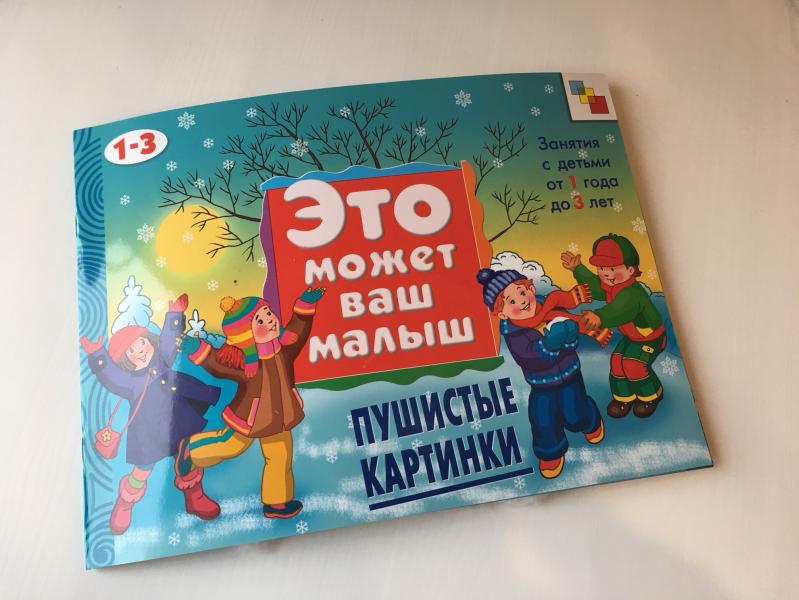 1-3
Занятия
с детьми
от 1 года
до 3 лет
Это
может
ваш
малыш
ПУШИСТЫЕ
КАРТИНКИ